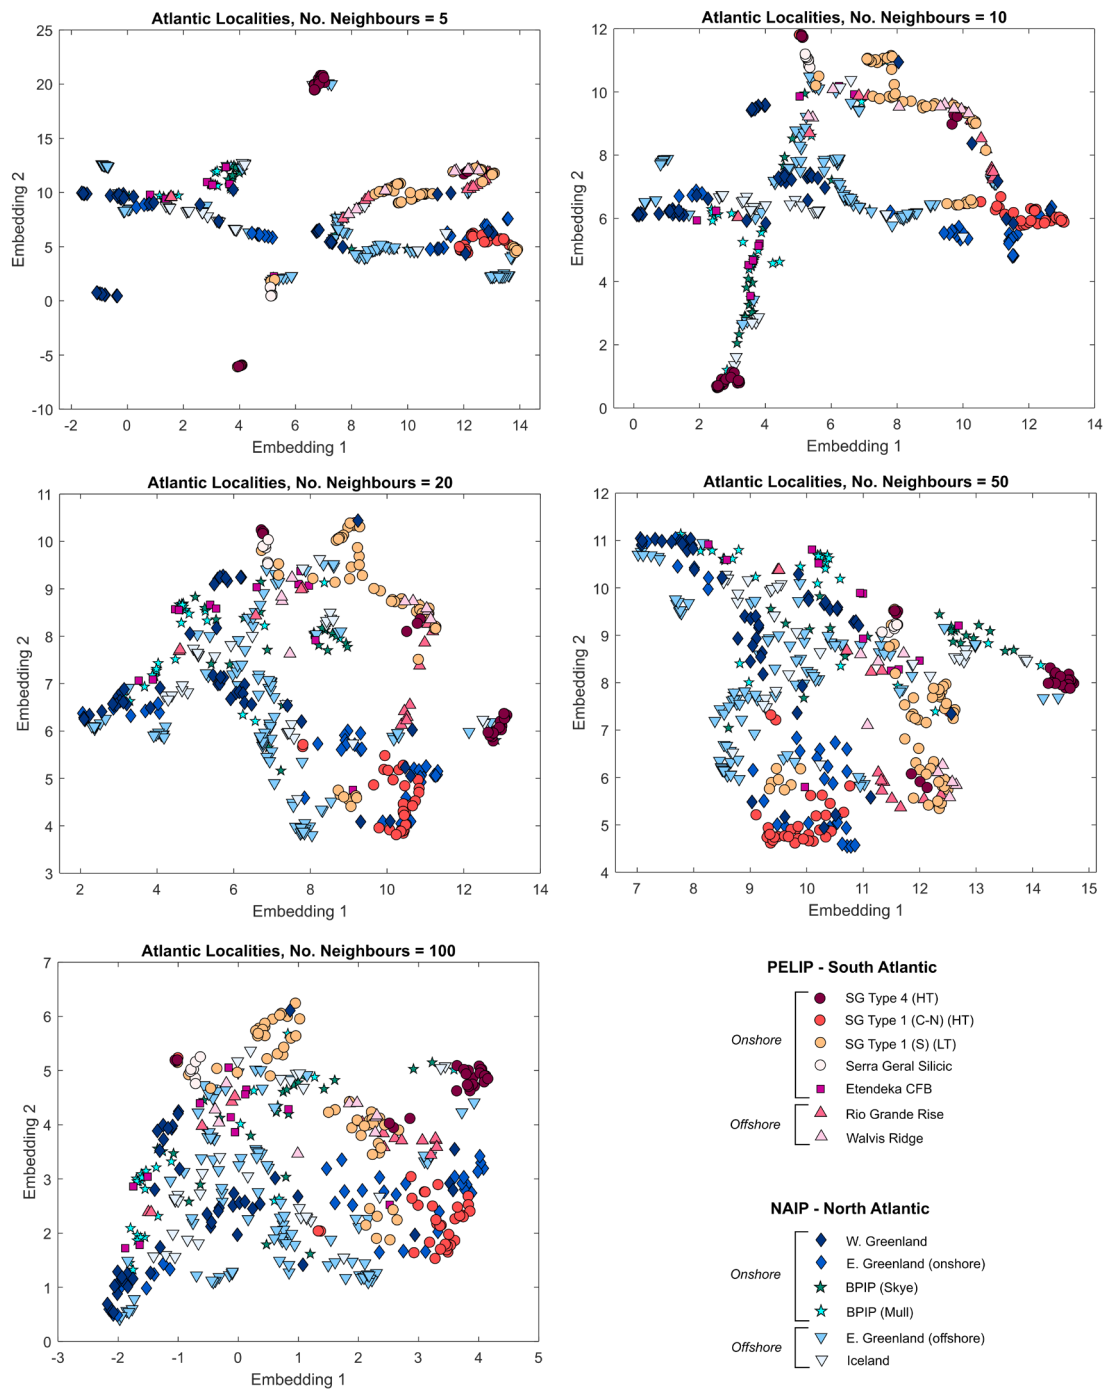 Atlantic Localities, No. Neighbours = 5
25
20
15
10
5
0
-5
-10
Embedding 2
-2 0 2 4 6 8 10 12 14
Embedding 1
Atlantic Localities, No. Neighbours = 10
12
10
8
6
4
2
0
Embedding 2
0 2 4 6 8 10 12 14
Embedding 1
Atlantic Localities, No. Neighbours = 20
11
10
9
8
7
6
5
4
3
Embedding 2
2 4 6 8 10 12 14
Embedding 1
Atlantic Localities, No. Neighbours = 50
12
11
10
9
8
7
6
5
4
Embedding 2
7 8 9 10 11 12 13 14 15
Embedding 1
Atlantic Localities, No. Neighbours = 100
7
6
5
4
3
2
1
0
Embedding 2
-3 -2 -1 0 1 2 3 4 5
Embedding 1
PELIP - South Atlantic
Onshore
SG Type 4 (HT)
SG Type 1 (C-N) (HT)
SG Type 1 (S) (LT)
Serra Geral Silicic
Etendeka CFB
Offshore
Rio Grande Rise
Walvis Ridge
NAIP - North Atlantic
Onshore
W. Greenland
E. Greenland (onshore)
BPIP (Skye)
BPIP (Mull)
Offshore
E. Greenland (offshore)
Iceland